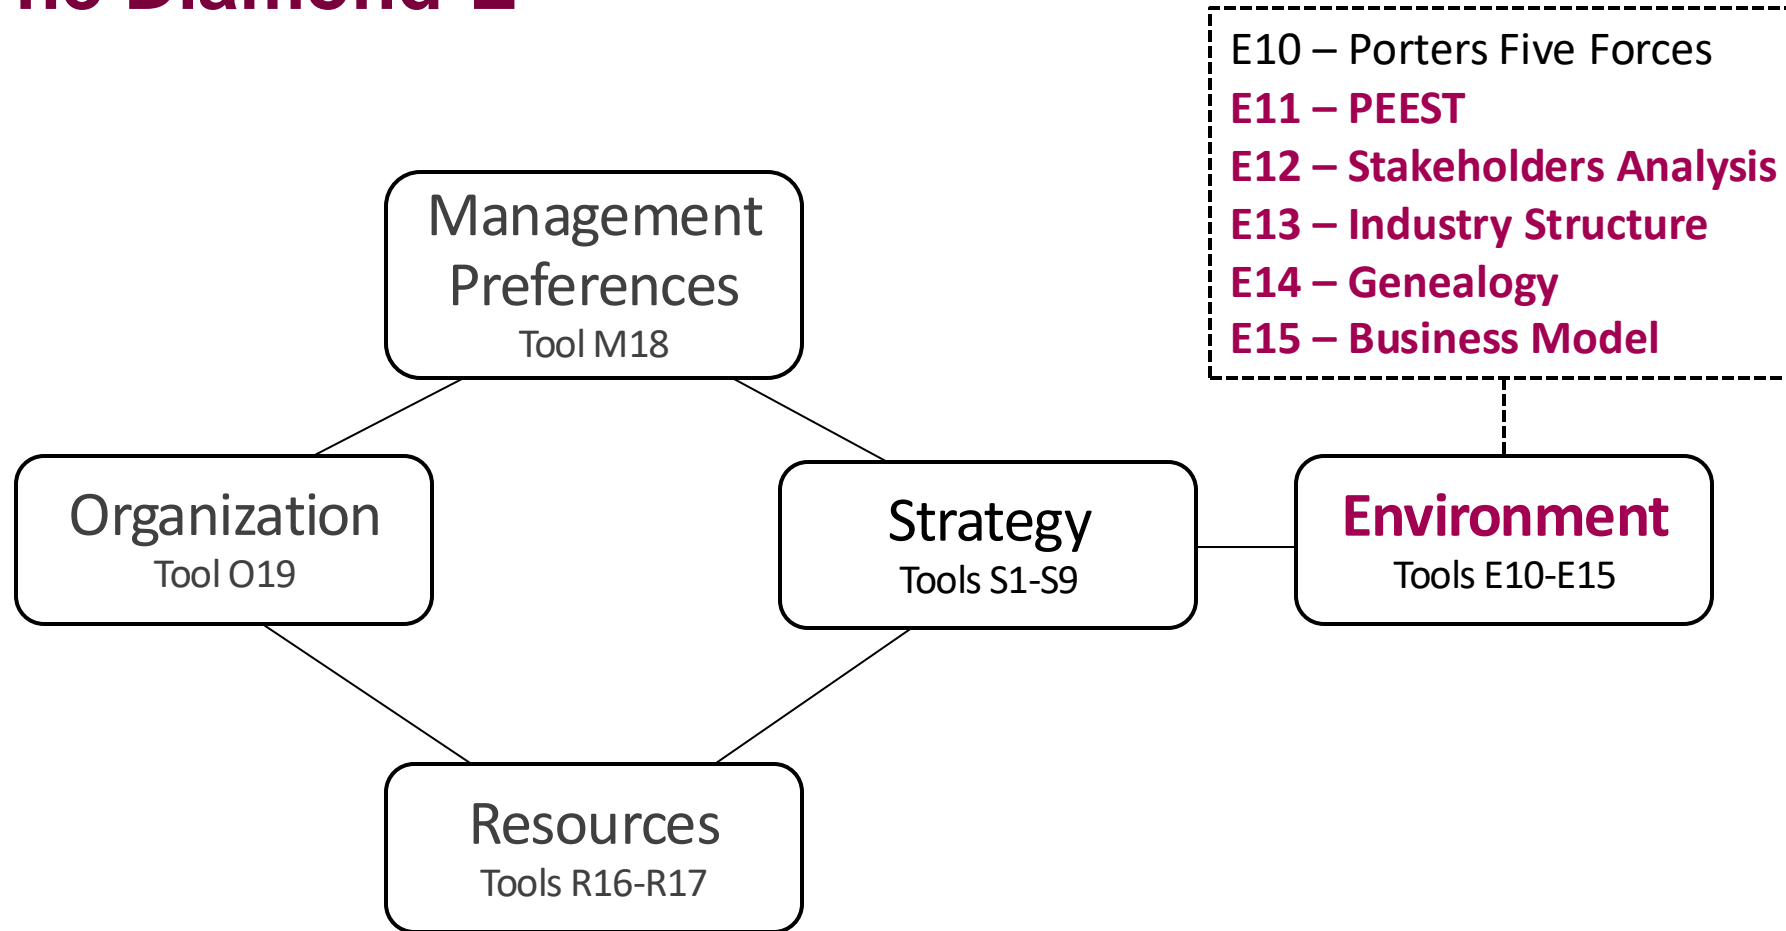 Diamond-E
E10 – Porters Five Forces
E11 – PEEST
E12 – Stakeholders Analysis
E13 – Industry Structure
E14 – Genealogy
E15 – Business Model
Management
Preferences
Tool M18
Organization
Tool O19
Strategy
Tools S1-S9
Environment
Tools E10-E15
Resources
Tools R16-R17